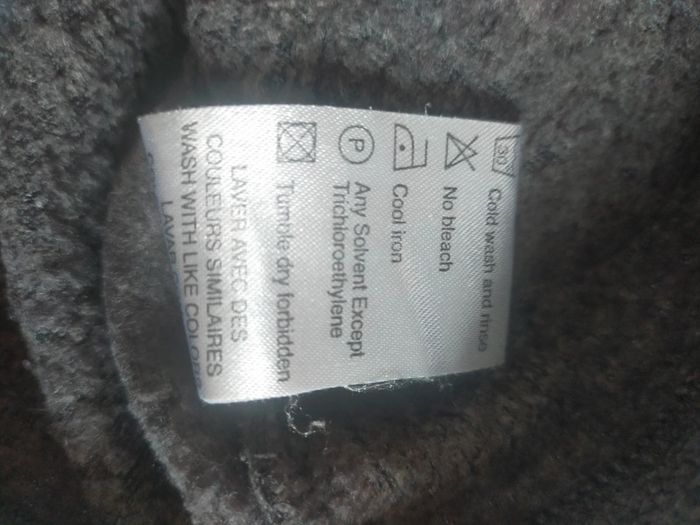 30
Cold wash and rinse
No bleach
Cool iron
P
Any Solvent Except
Trichloroethylene
Tumble dry forbidden
LAVER AVEC DES
COULEURS SIMILAIRES
WASH WITH LIKE COLORS